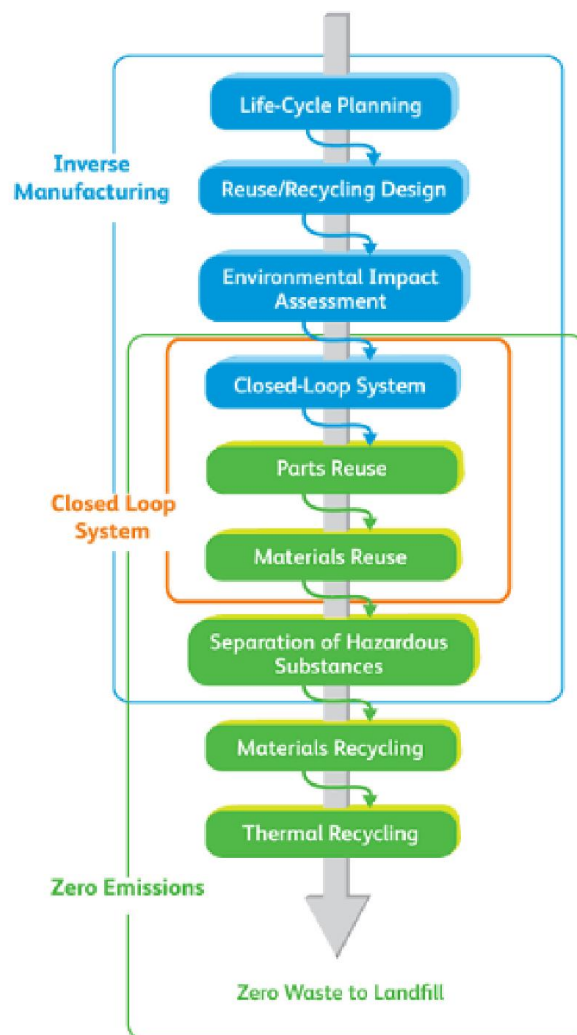 Life-Cycle Planning
Inverse
Manufacturing
Reuse/Recycling Design
Environmental Impact
Assessment
Closed-Loop System
Parts Reuse
Closed Loop
System
Materials Reuse
Separation of Hazardous
Substances
Materials Recycling
Thermal Recycling
Zero Emissions
Zero Waste to Landfill